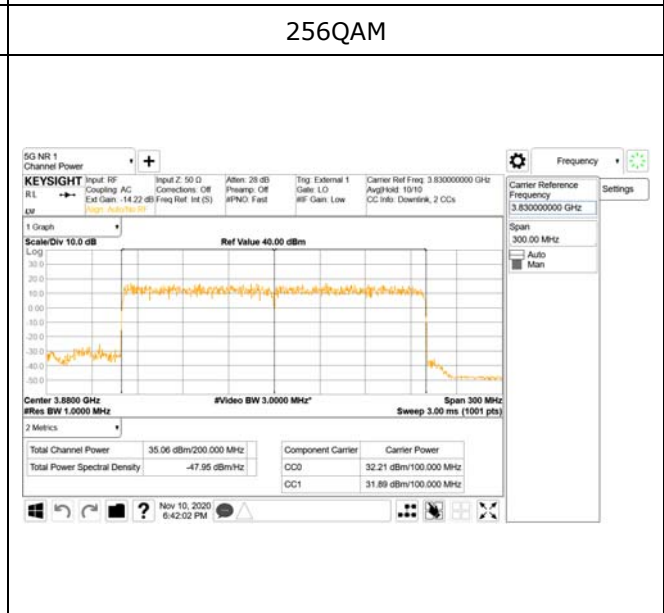 256QAM
5G NR 1
Channel Power
Frequency
KEYSIGHT
Input: RF
Input Z: 50 Ω
Atten: 28 dB
Trig: External 1
Carrier Ref Freq: 3.830000000 GHz
RL
Coupling: AC
Corrections: Off
Preamp: Off
Gate: LO
Avg|Hold: 10/10
Ext Gain: -14.22 dB
Freq Ref: Int (S)
#PNO: Fast
#IF Gain: Low
CC Info: Downlink, 2 CCs
Align: Auto/No RF
Carrier Reference
Frequency
3.830000000 GHz
Settings
Span
300.00 MHz
Auto
Man
1 Graph
Scale/Div 10.0 dB
Ref Value 40.00 dBm
Log
30.0
20.0
10.0
0.00
-10.0
-20.0
-30.0
-40.0
-50.0
Center 3.8800 GHz
#Video BW 3.0000 MHz*
Span 300 MHz
#Res BW 1.0000 MHz
Sweep 3.00 ms (1001 pts)
2 Metrics
Total Channel Power
35.06 dBm/200.000 MHz
Total Power Spectral Density
-47.95 dBm/Hz
Component Carrier
Carrier Power
CC0
32.21 dBm/100.000 MHz
CC1
31.89 dBm/100.000 MHz
Nov 10, 2020
6:42:02 PM